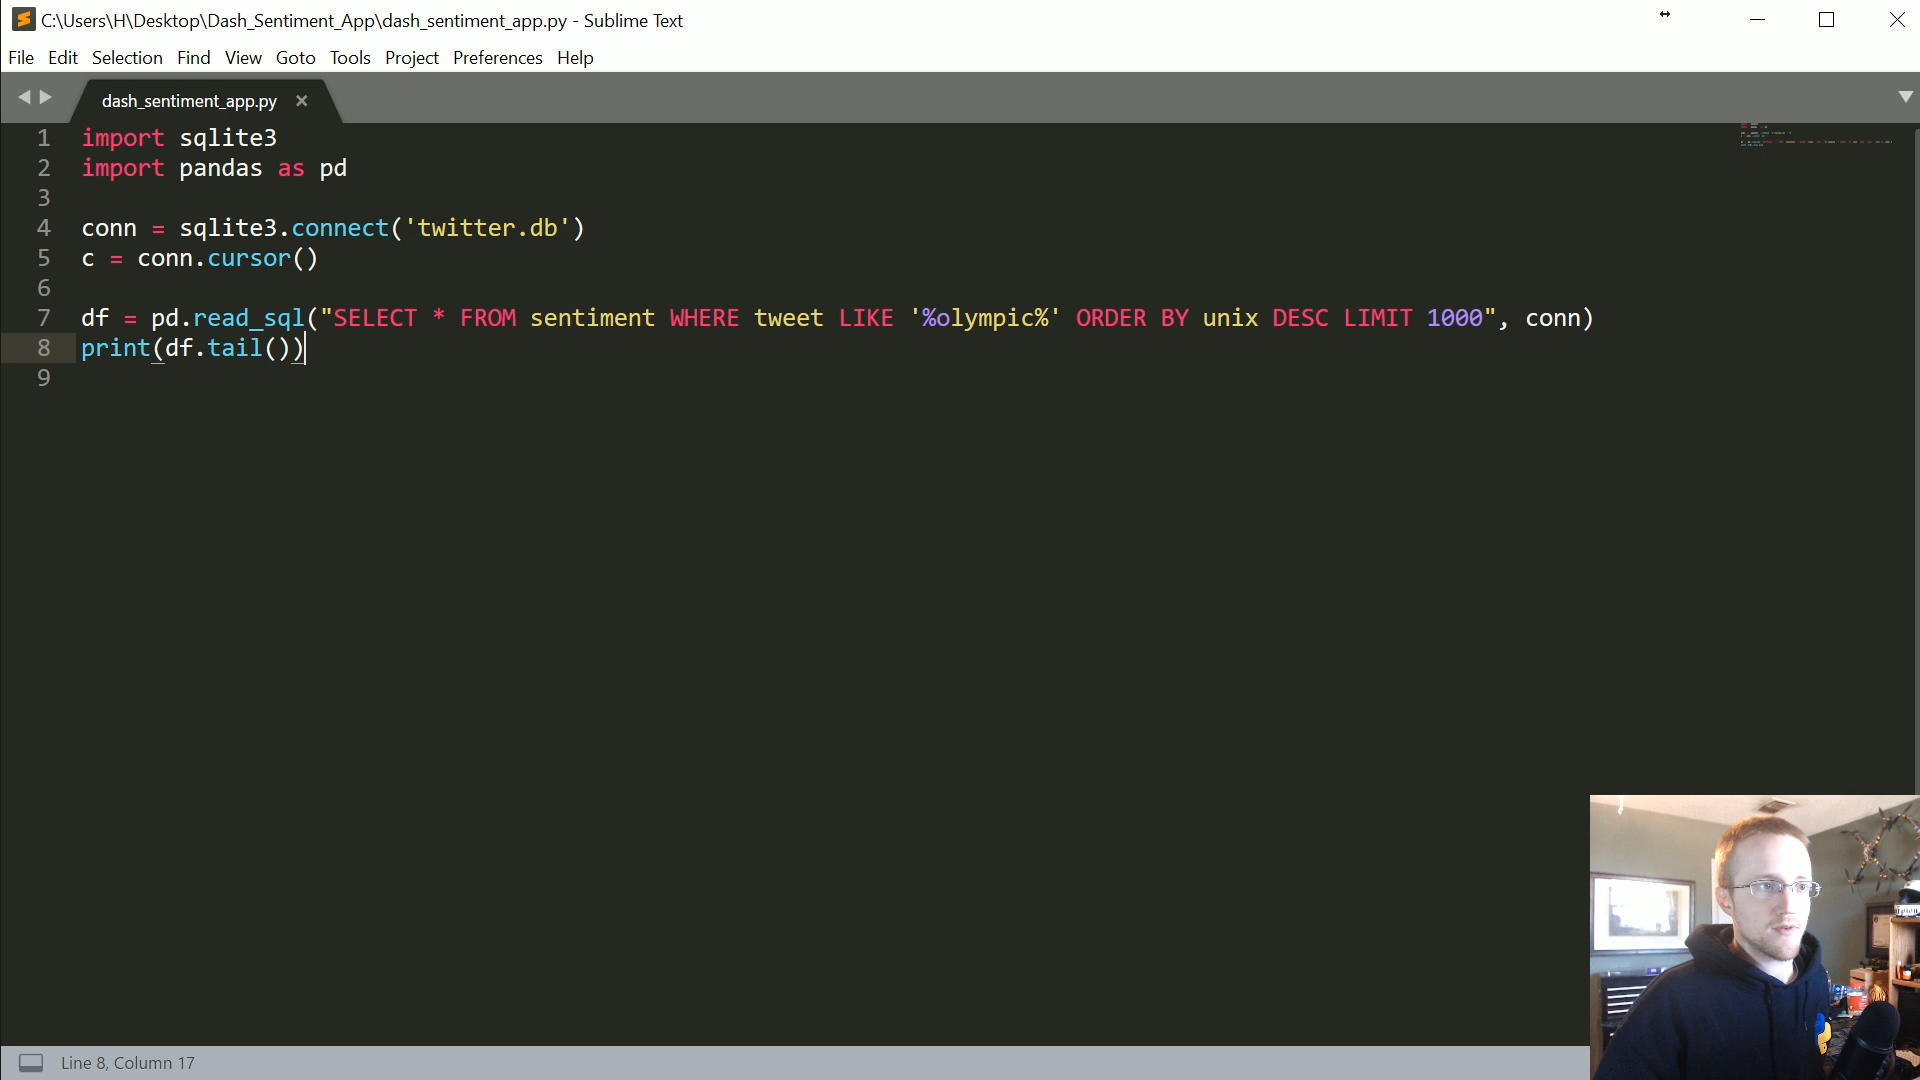 C:\Users\H\Desktop\Dash_Sentiment_App\dash_sentiment_app.py - Sublime Text
File Edit Selection Find View Goto Tools Project Preferences Help
dash_sentiment_app.py
1 import sqlite3
2 import pandas as pd
3
4 conn = sqlite3.connect('twitter.db')
5 c = conn.cursor()
6
7 df = pd.read_sql("SELECT * FROM sentiment WHERE tweet LIKE '%olympic%' ORDER BY unix DESC LIMIT 1000", conn)
8 print(df.tail())
9
Line 8, Column 17